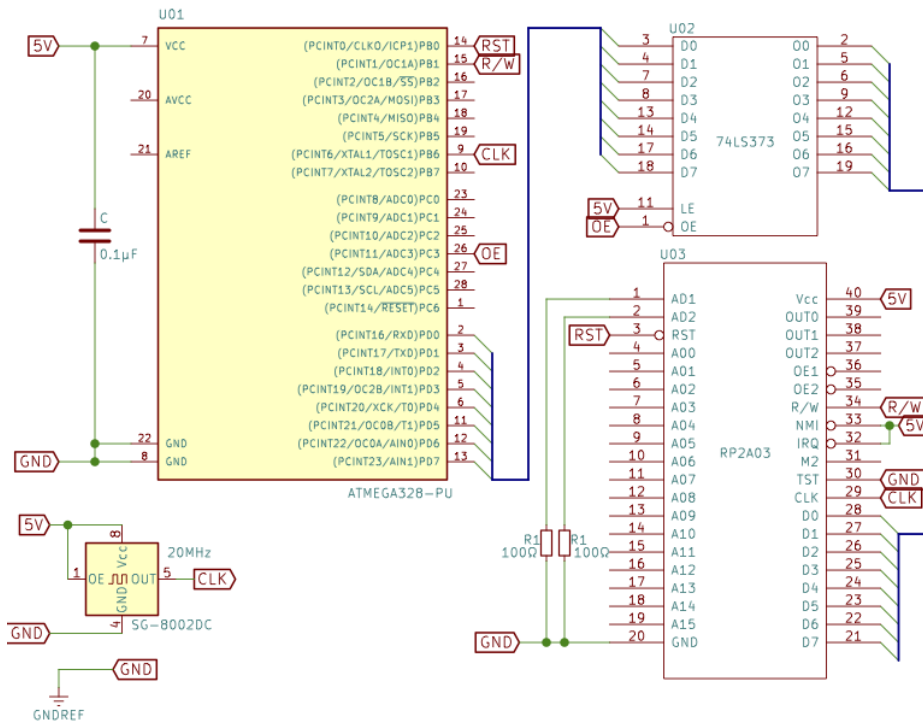 U01
5V
7 VCC
20 AVCC
21 AREF
22 GND
8 GND
GND
C
0.1µF
(PCINT0/CLKO/ICP1)PB0 14 RST
(PCINT1/OC1A)PB1 15 R/W
(PCINT2/OC1B/SS)PB2 16
(PCINT3/OC2A/MOSI)PB3 17
(PCINT4/MISO)PB4 18
(PCINT5/SCK)PB5 19
(PCINT6/XTAL1/TOSC1)PB6 9 CLK
(PCINT7/XTAL2/TOSC2)PB7 10
(PCINT8/ADC0)PC0 23
(PCINT9/ADC1)PC1 24
(PCINT10/ADC2)PC2 25
(PCINT11/ADC3)PC3 26 OE
(PCINT12/SDA/ADC4)PC4 27
(PCINT13/SCL/ADC5)PC5 28
(PCINT14/RESET)PC6 1
(PCINT16/RXD)PD0 2
(PCINT17/TXD)PD1 3
(PCINT18/INT0)PD2 4
(PCINT19/OC2B/INT1)PD3 5
(PCINT20/XCK/T0)PD4 6
(PCINT21/OC0B/T1)PD5 11
(PCINT22/OC0A/AIN0)PD6 12
(PCINT23/AIN1)PD7 13
ATMEGA328-PU
U02
3 D0 O0 2
4 D1 O1 5
7 D2 O2 6
8 D3 O3 9
13 D4 O4 12
14 D5 O5 15
17 D6 O6 16
18 D7 O7 19
74LS373
5V 11 LE
OE 1 OE
U03
1 AD1 Vcc 40 5V
2 AD2 OUT0 39
RST 3 RST OUT1 38
4 A00 OUT2 37
5 A01 OE1 36
6 A02 OE2 35
7 A03 R/W 34 R/W
8 A04 NMI 33 5V
9 A05 IRQ 32
10 A06 M2 31
11 A07 TST 30 GND
12 A08 CLK 29 CLK
13 A09 D0 28
14 A10 D1 27
15 A11 D2 26
16 A12 D3 25
17 A13 D4 24
18 A14 D5 23
19 A15 D6 22
GND 20 GND D7 21
RP2A03
R1
100Ω
R1
100Ω
5V
20MHz
8 Vcc
1 OE OUT 5 CLK
GND 4
SG-8002DC
GND
GND
GNDREF